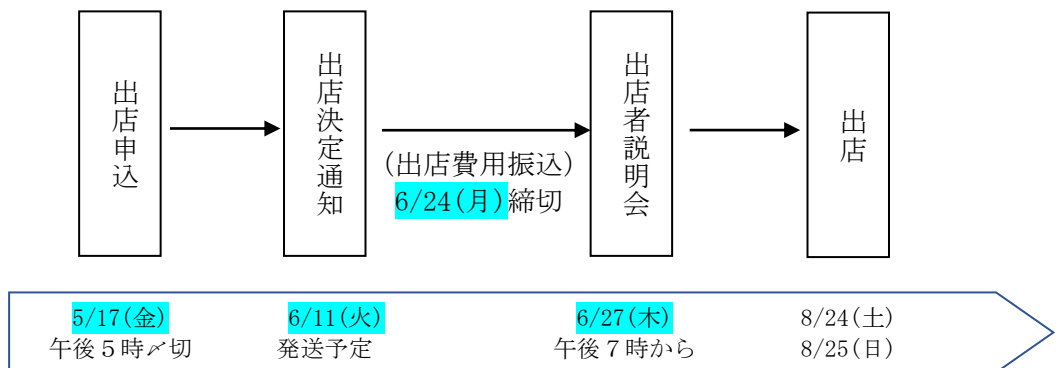 出店申込
出店決定通知
(出店費用振込)
6/24(月)締切
出店者説明会
出店
5/17(金)
午後5時〆切
6/11(火)
発送予定
6/27(木)
午後7時から
8/24(土)
8/25(日)